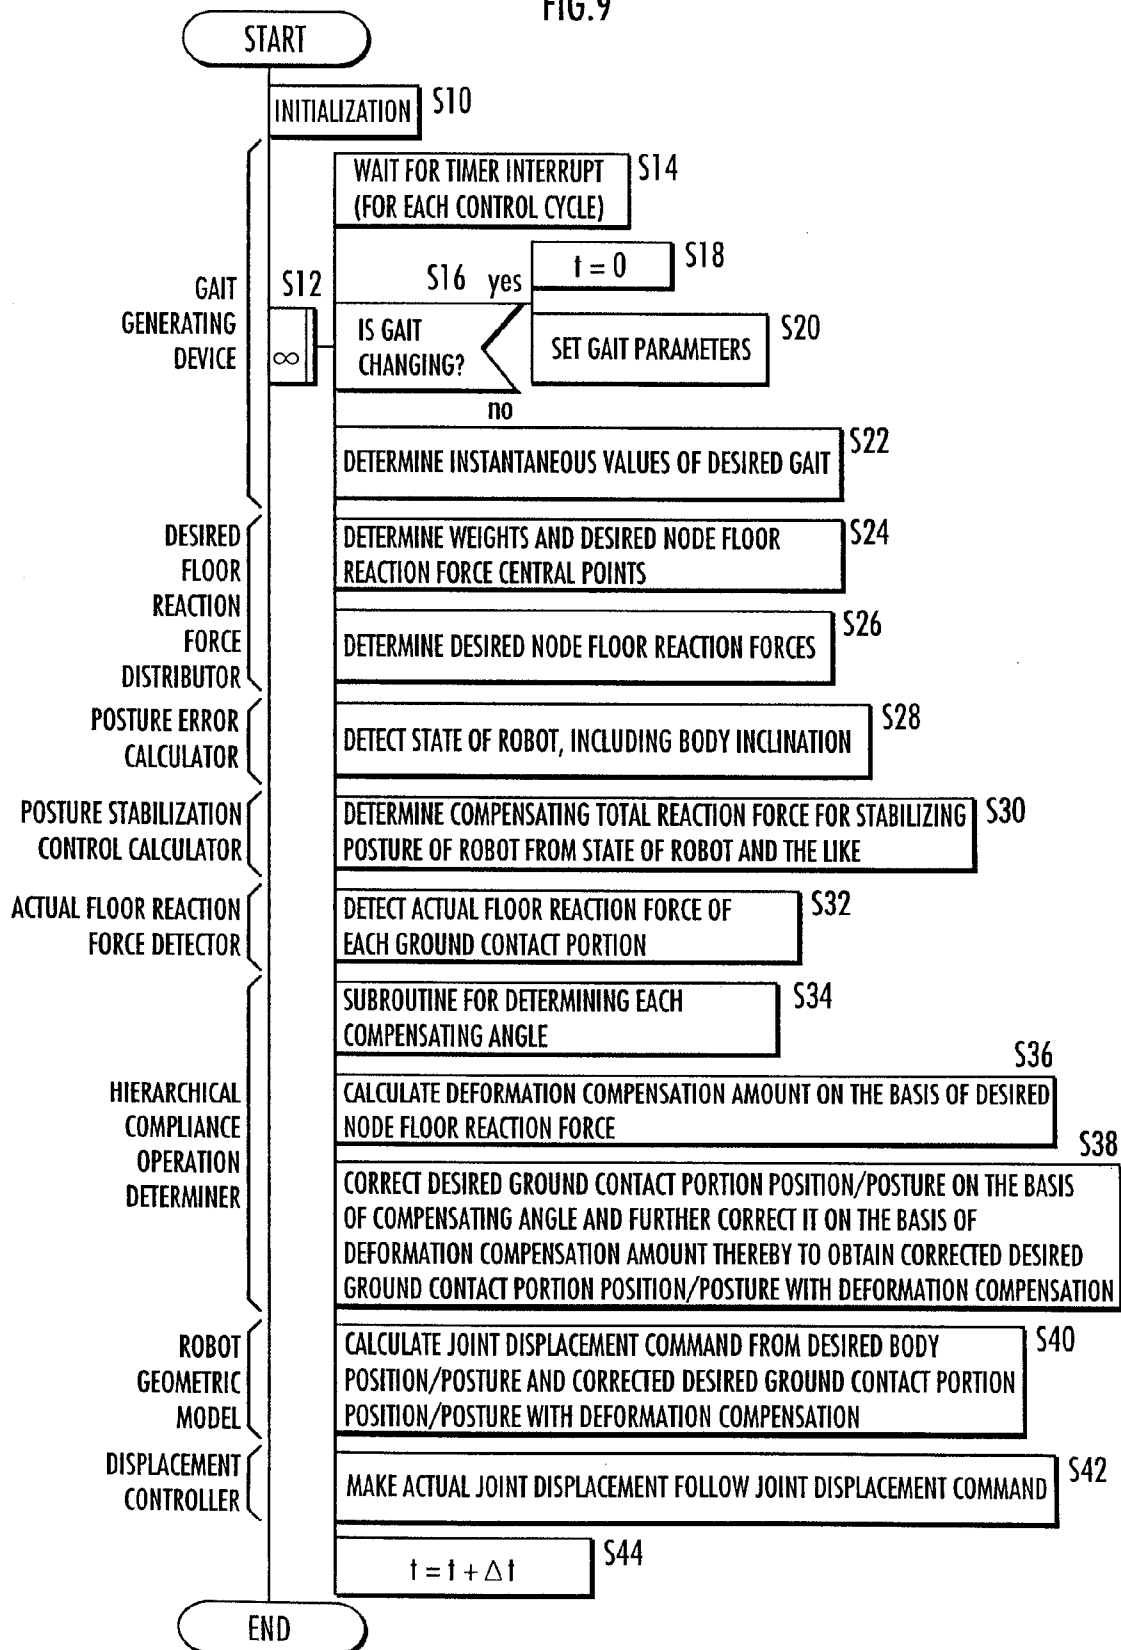 FIG.9
START
INITIALIZATION
S10
WAIT FOR TIMER INTERRUPT
(FOR EACH CONTROL CYCLE)
S14
GAIT
GENERATING
DEVICE
S12
∞
S16
yes
IS GAIT
CHANGING?
no
t = 0
S18
SET GAIT PARAMETERS
S20
DETERMINE INSTANTANEOUS VALUES OF DESIRED GAIT
S22
DESIRED
FLOOR
REACTION
FORCE
DISTRIBUTOR
DETERMINE WEIGHTS AND DESIRED NODE FLOOR
REACTION FORCE CENTRAL POINTS
S24
DETERMINE DESIRED NODE FLOOR REACTION FORCES
S26
POSTURE ERROR
CALCULATOR
DETECT STATE OF ROBOT, INCLUDING BODY INCLINATION
S28
POSTURE STABILIZATION
CONTROL CALCULATOR
DETERMINE COMPENSATING TOTAL REACTION FORCE FOR STABILIZING
POSTURE OF ROBOT FROM STATE OF ROBOT AND THE LIKE
S30
ACTUAL FLOOR REACTION
FORCE DETECTOR
DETECT ACTUAL FLOOR REACTION FORCE OF
EACH GROUND CONTACT PORTION
S32
HIERARCHICAL
COMPLIANCE
OPERATION
DETERMINER
SUBROUTINE FOR DETERMINING EACH
COMPENSATING ANGLE
S34
S36
CALCULATE DEFORMATION COMPENSATION AMOUNT ON THE BASIS OF DESIRED
NODE FLOOR REACTION FORCE
S38
CORRECT DESIRED GROUND CONTACT PORTION POSITION/POSTURE ON THE BASIS
OF COMPENSATING ANGLE AND FURTHER CORRECT IT ON THE BASIS OF
DEFORMATION COMPENSATION AMOUNT THEREBY TO OBTAIN CORRECTED DESIRED
GROUND CONTACT PORTION POSITION/POSTURE WITH DEFORMATION COMPENSATION
ROBOT
GEOMETRIC
MODEL
CALCULATE JOINT DISPLACEMENT COMMAND FROM DESIRED BODY
POSITION/POSTURE AND CORRECTED DESIRED GROUND CONTACT PORTION
POSITION/POSTURE WITH DEFORMATION COMPENSATION
S40
DISPLACEMENT
CONTROLLER
MAKE ACTUAL JOINT DISPLACEMENT FOLLOW JOINT DISPLACEMENT COMMAND
S42
t = t + Δt
S44
END